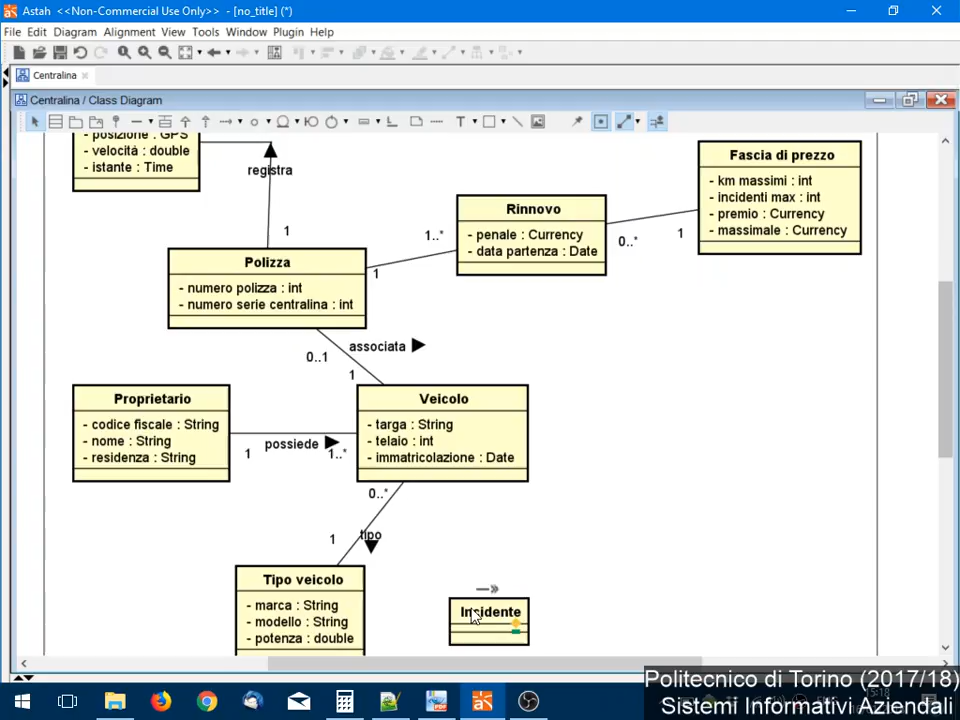 Astah <<Non-Commercial Use Only>> - [no_title] (*)
File Edit Diagram Alignment View Tools Window Plugin Help
Centralina
Centralina / Class Diagram
T
- posizione : GPS
- velocità : double
- istante : Time
registra
1
Fascia di prezzo
- km massimi : int
- incidenti max : int
- premio : Currency
- massimale : Currency
Rinnovo
- penale : Currency
- data partenza : Date
1..*
0..*
1
Polizza
- numero polizza : int
- numero serie centralina : int
1
associata
0..1
1
Proprietario
- codice fiscale : String
- nome : String
- residenza : String
possiede
1
1..*
Veicolo
- targa : String
- telaio : int
- immatricolazione : Date
0..*
tipo
1
Tipo veicolo
- marca : String
- modello : String
- potenza : double
Incidente
Politecnico di Torino (2017/18)
5:18
Sistemi Informativi Aziendali